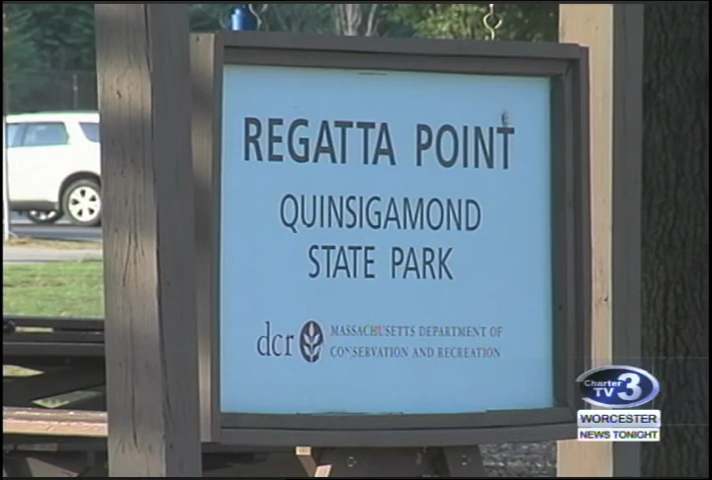 REGATTA POINT
QUINSIGAMOND
STATE PARK
dcr MASSACHUSETTS DEPARTMENT OF
CONSERVATION AND RECREATION
Charter
TV 3
WORCESTER
NEWS TONIGHT